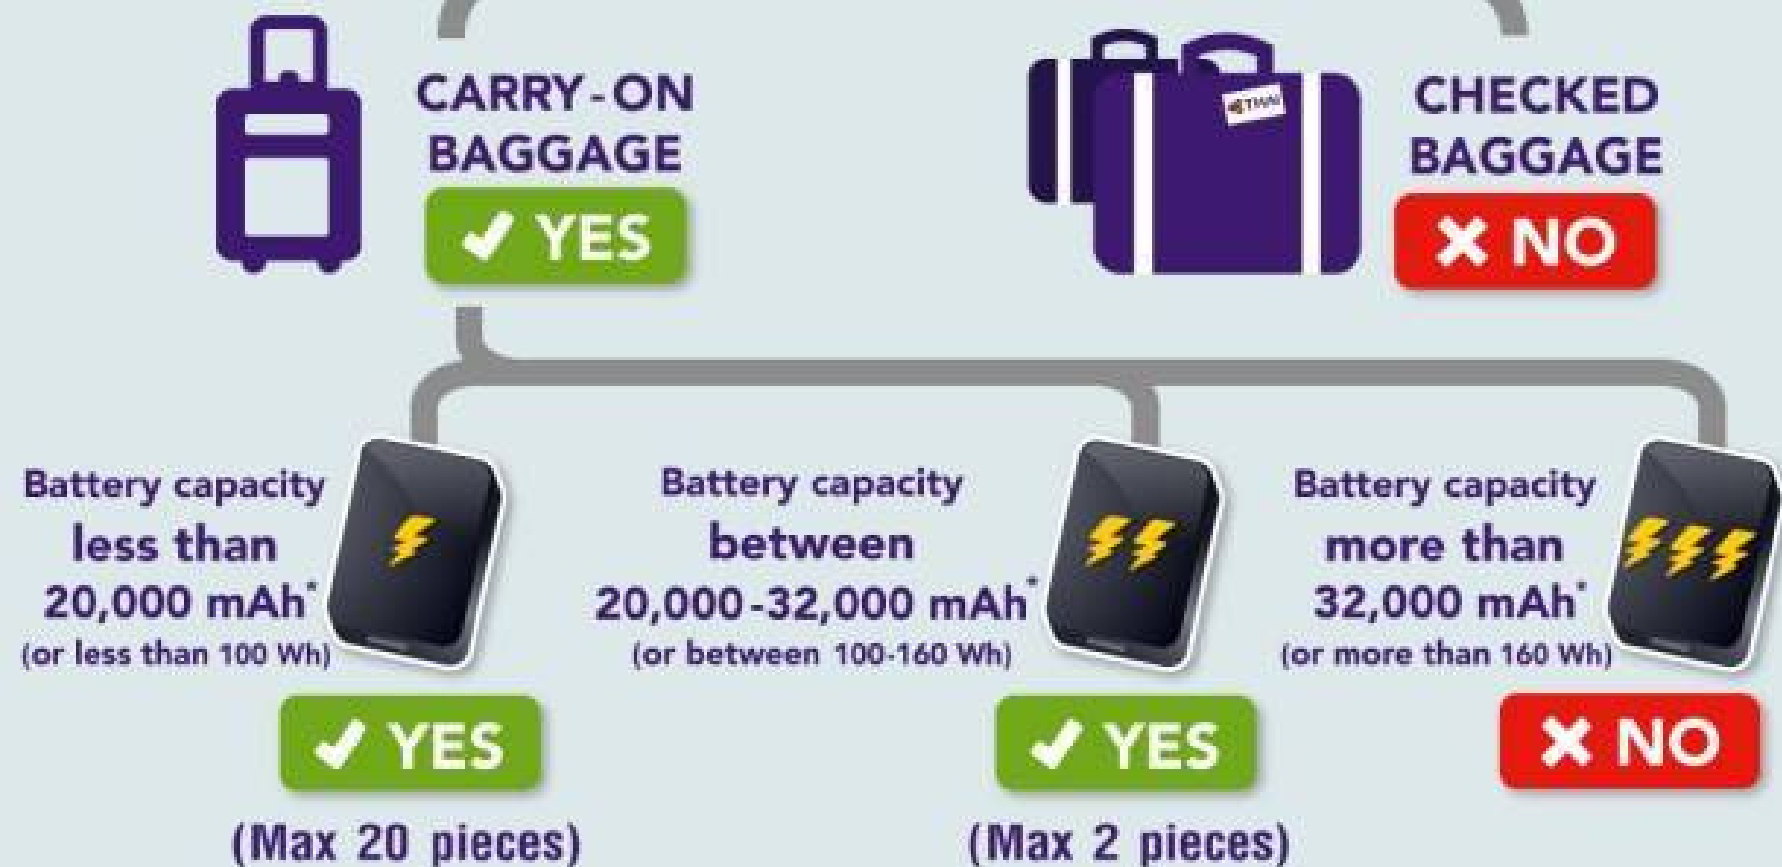 CARRY-ON
BAGGAGE
✔ YES
THAI
CHECKED
BAGGAGE
✖ NO
Battery capacity
less than
20,000 mAh*
(or less than 100 Wh)
✔ YES
(Max 20 pieces)
Battery capacity
between
20,000-32,000 mAh*
(or between 100-160 Wh)
✔ YES
(Max 2 pieces)
Battery capacity
more than
32,000 mAh*
(or more than 160 Wh)
✖ NO